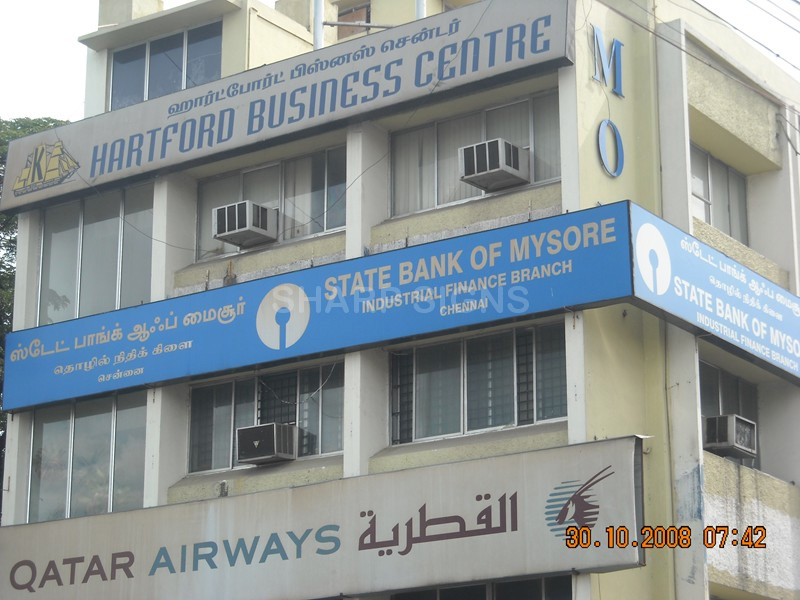 ஹார்ட்போர்ட் பிஸ்னஸ் சென்டர்
HARTFORD BUSINESS CENTRE
K
MO
ஸ்டேட் பாங்க் ஆஃப் மைசூர்
தொழில் நிதிக் கிளை
சென்னை
STATE BANK OF MYSORE
INDUSTRIAL FINANCE BRANCH
CHENNAI
SHARP SIGNS
ஸ்டேட் பாங்க் ஆஃப் மைசூ
தொழில் நிதிக் கிளை
STATE BANK OF MYSO
INDUSTRIAL FINANCE BRAN
QATAR AIRWAYS القطرية
30.10.2008 07:42